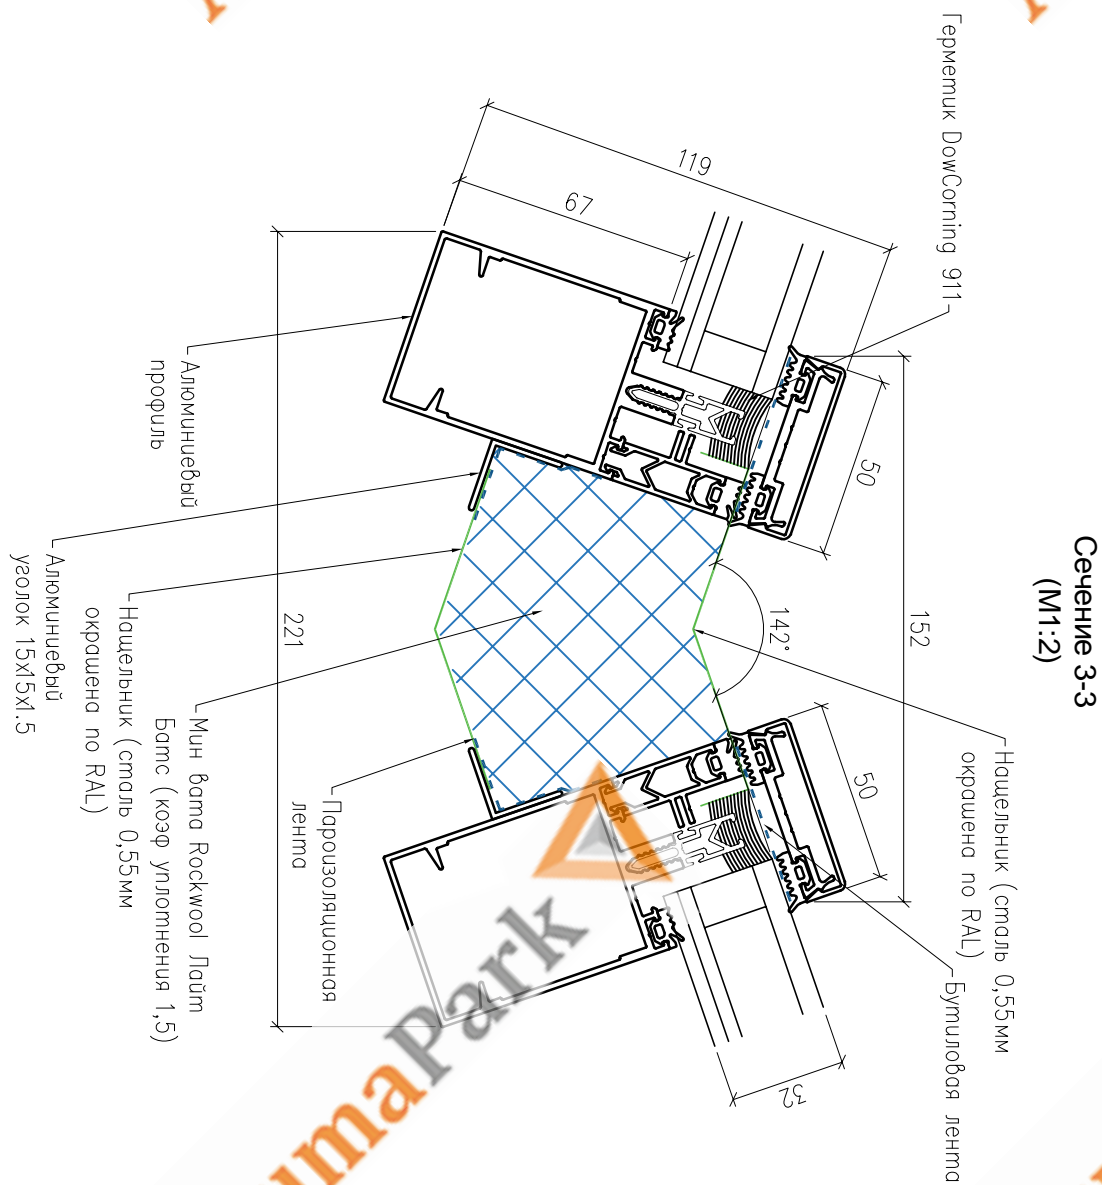 Сечение 3-3
(М1:2)
Герметик DowCorning 911
Нащельник (сталь 0,55мм
окрашена по RAL)
Бутиловая лента
152
50
50
142°
119
67
32
221
Пароизоляционная
лента
Мин вата Rockwool Лайт
Батс (коэф уплотнения 1,5)
Нащельник (сталь 0,55мм
окрашена по RAL)
Алюминиевый
уголок 15х15х1.5
Алюминиевый
профиль
umaPark